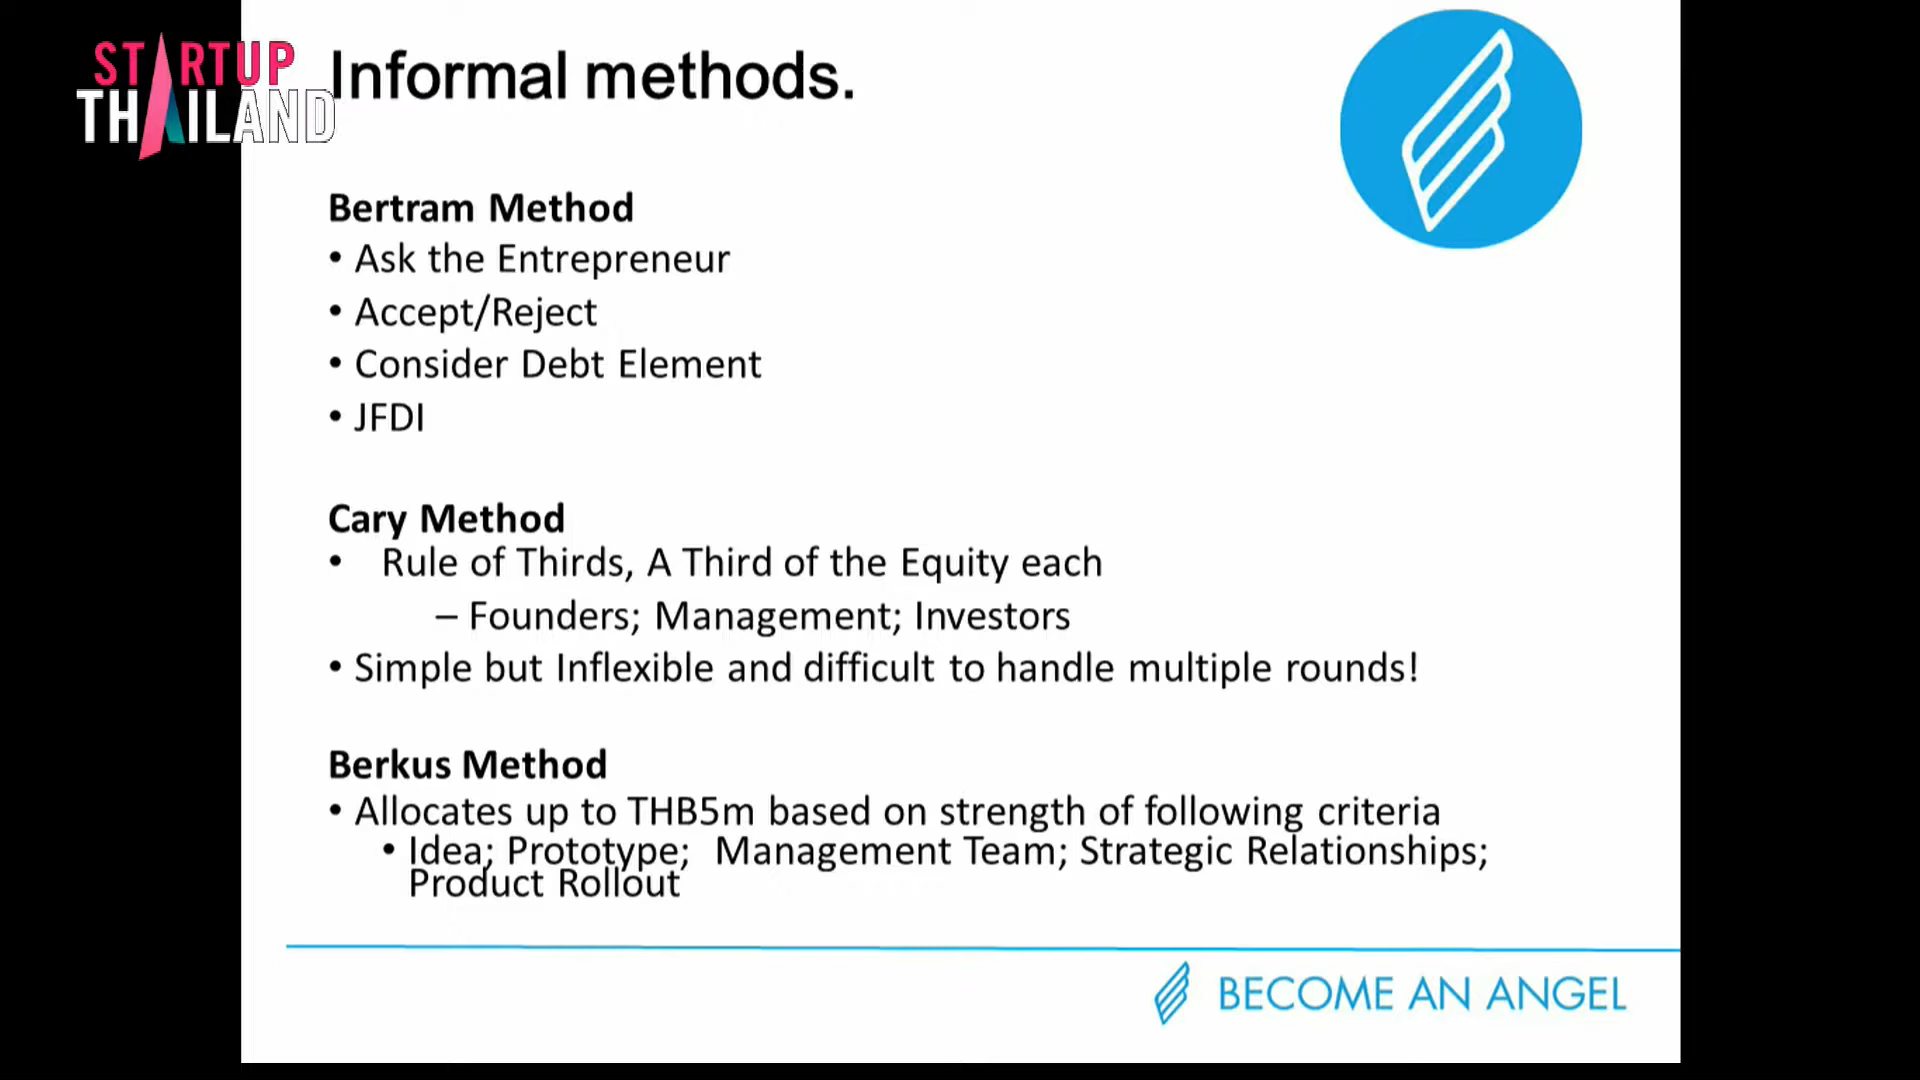 STARTUP
THAILAND
Informal methods.
Bertram Method
• Ask the Entrepreneur
• Accept/Reject
• Consider Debt Element
• JFDI
Cary Method
• Rule of Thirds, A Third of the Equity each
– Founders; Management; Investors
• Simple but Inflexible and difficult to handle multiple rounds!
Berkus Method
• Allocates up to THB5m based on strength of following criteria
• Idea; Prototype; Management Team; Strategic Relationships;
Product Rollout
BECOME AN ANGEL